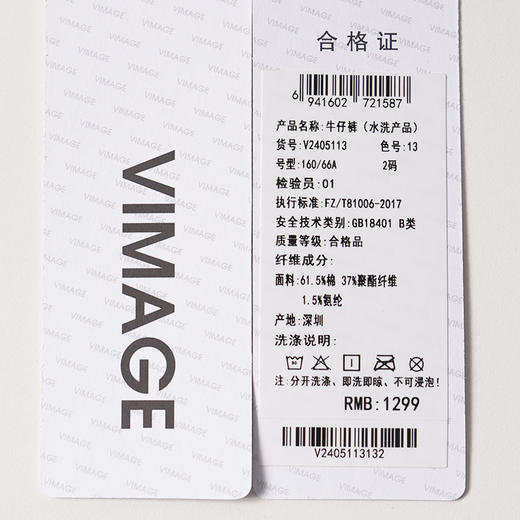 VIMAGE
合格证
6 941602 721587
产品名称:牛仔裤(水洗产品)
货号:V2405113 色号:13
号型:160/66A 2码
检验员:01
执行标准:FZ/T81006-2017
安全技术类别:GB18401 B类
质量等级:合格品
纤维成分:
面料:61.5%棉 37%聚酯纤维
1.5%氨纶
产地:深圳
洗涤说明:
注:分开洗涤、即洗即晾、不可浸泡!
RMB:1299
V2405113132